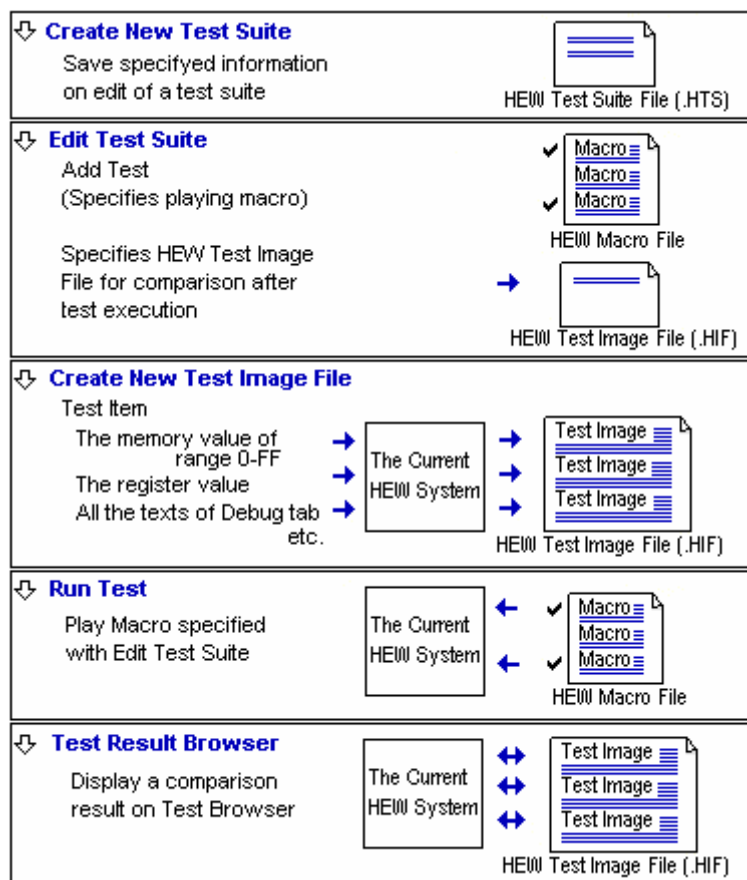 Create New Test Suite
Save specifyed information
on edit of a test suite
HEW Test Suite File (.HTS)
Edit Test Suite
Add Test
(Specifies playing macro)
Specifies HEW Test Image
File for comparison after
test execution
Macro
Macro
Macro
HEW Macro File
HEW Test Image File (.HIF)
Create New Test Image File
Test Item
The memory value of
range 0-FF
The register value
All the texts of Debug tab
etc.
The Current
HEW System
Test Image
Test Image
Test Image
HEW Test Image File (.HIF)
Run Test
Play Macro specified
with Edit Test Suite
The Current
HEW System
Macro
Macro
Macro
HEW Macro File
Test Result Browser
Display a comparison
result on Test Browser
The Current
HEW System
Test Image
Test Image
Test Image
HEW Test Image File (.HIF)